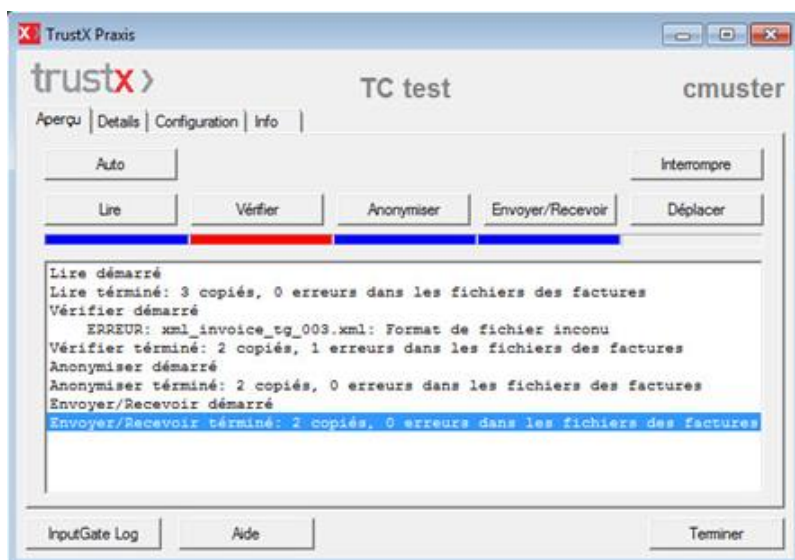 TrustX Praxis
trustx
TC test
cmuster
Aperçu Details Configuration Info
Auto Interrompre
Lire Vérifier Anonymiser Envoyer/Recevoir Déplacer
Lire démarré
Lire términé: 3 copiés, 0 erreurs dans les fichiers des factures
Vérifier démarré
ERREUR: xml_invoice_tg_003.xml: Format de fichier inconu
Vérifier términé: 2 copiés, 1 erreurs dans les fichiers des factures
Anonymiser démarré
Anonymiser términé: 2 copiés, 0 erreurs dans les fichiers des factures
Envoyer/Recevoir démarré
Envoyer/Recevoir términé: 2 copiés, 0 erreurs dans les fichiers des factures
InputGate Log Aide Terminer